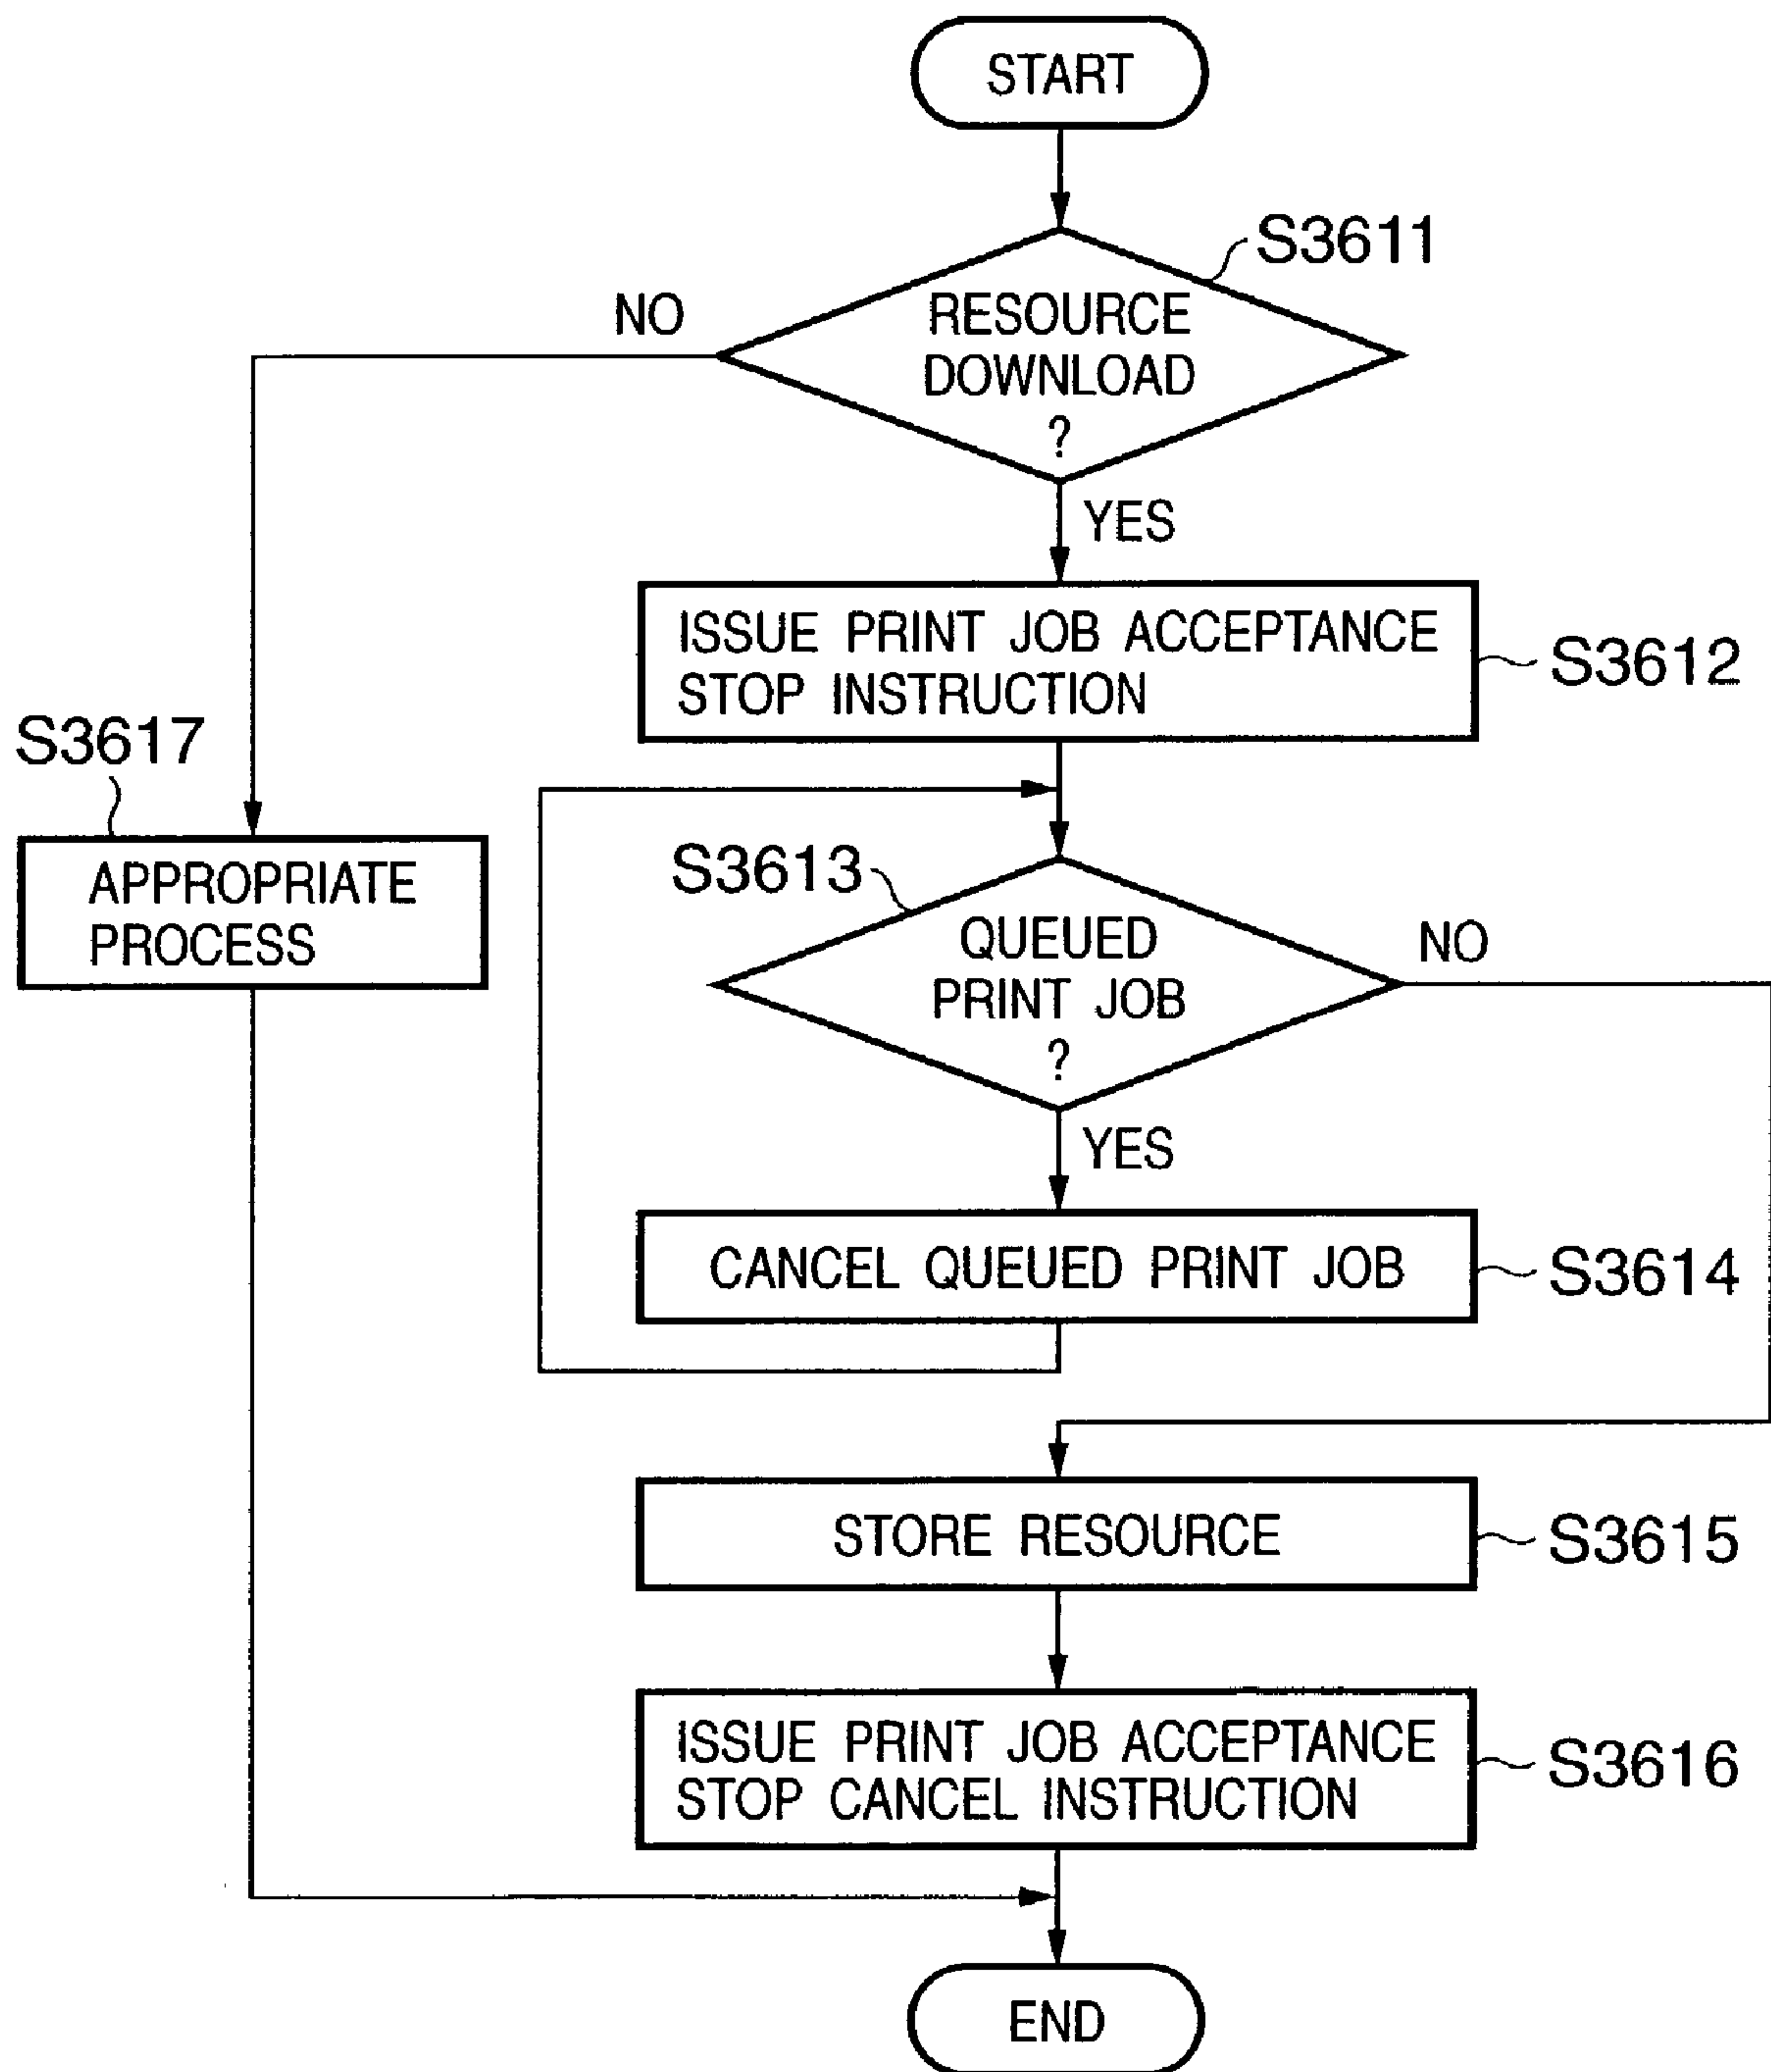 START
S3611
NO
RESOURCE
DOWNLOAD
?
YES
ISSUE PRINT JOB ACCEPTANCE
STOP INSTRUCTION
S3612
S3617
APPROPRIATE
PROCESS
S3613
QUEUED
PRINT JOB
?
NO
YES
CANCEL QUEUED PRINT JOB
S3614
STORE RESOURCE
S3615
ISSUE PRINT JOB ACCEPTANCE
STOP CANCEL INSTRUCTION
S3616
END